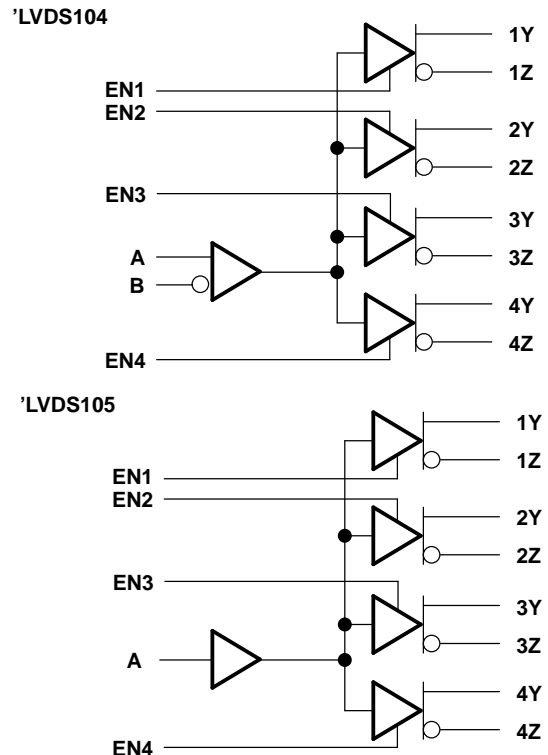 'LVDS104
1Y
1Z
EN1
EN2
2Y
2Z
EN3
3Y
A
3Z
B
4Y
4Z
EN4
'LVDS105
1Y
1Z
EN1
EN2
2Y
2Z
EN3
3Y
3Z
A
4Y
4Z
EN4